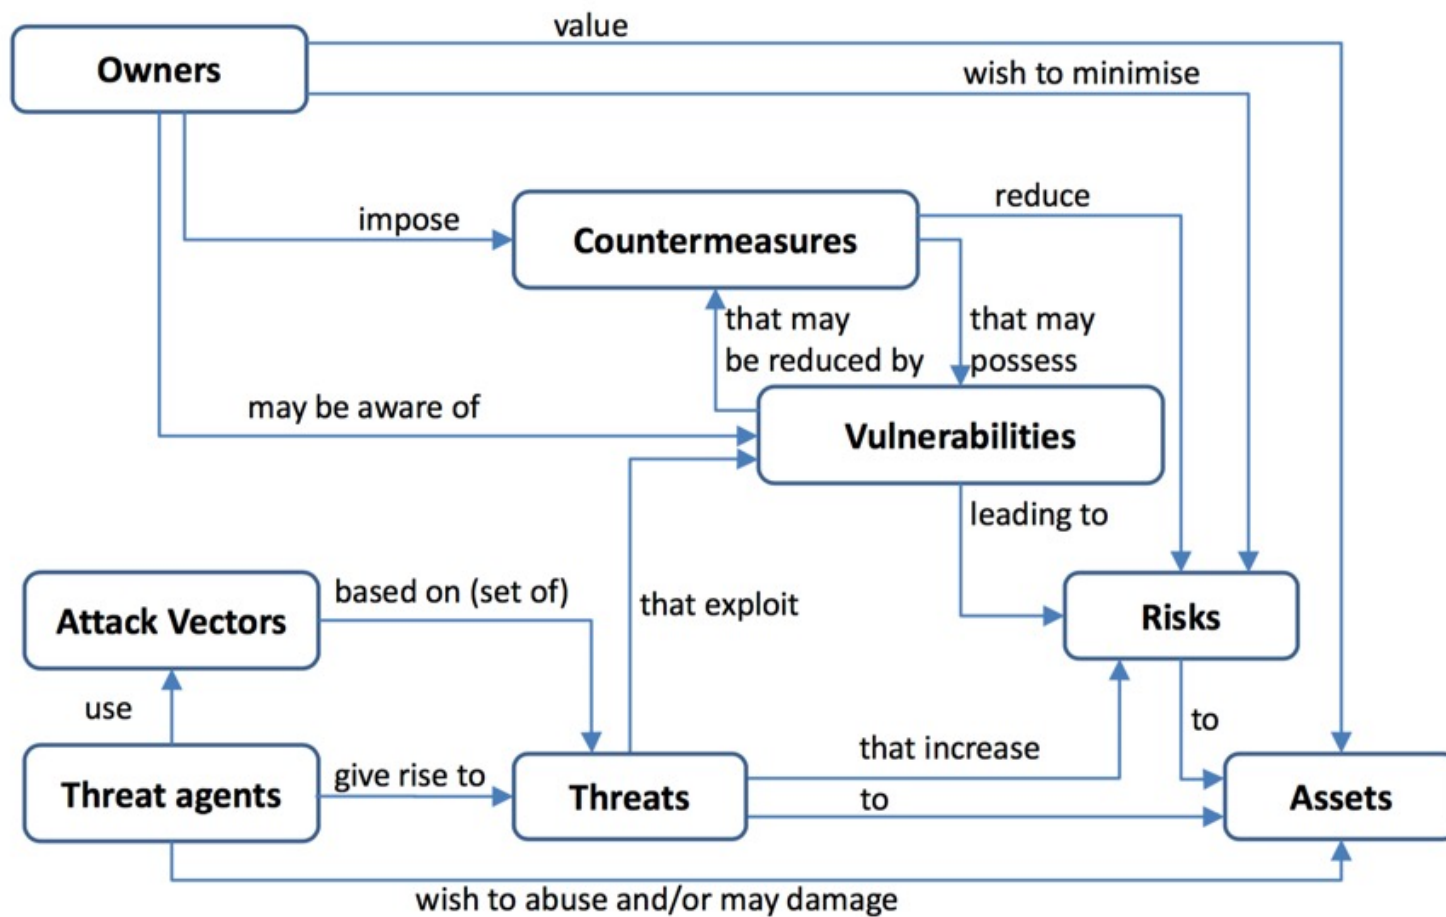 value
Owners
wish to minimise
reduce
impose
Countermeasures
that may
be reduced by
that may
possess
may be aware of
Vulnerabilities
leading to
based on (set of)
Attack Vectors
that exploit
Risks
use
to
that increase
give rise to
Threat agents
Threats
to
Assets
wish to abuse and/or may damage